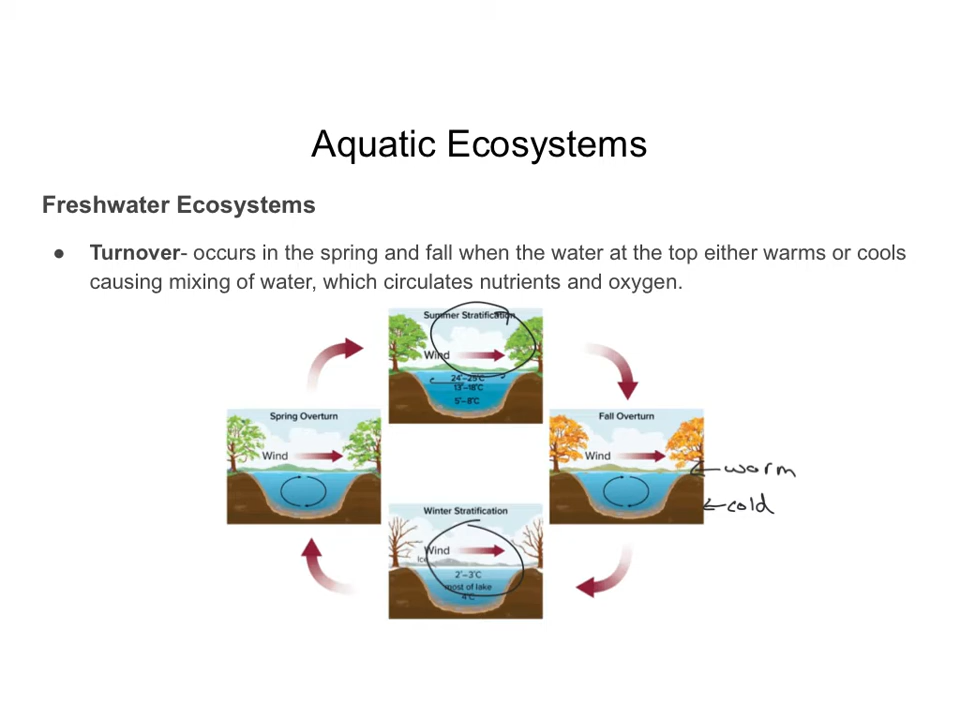 Aquatic Ecosystems
Freshwater Ecosystems
● Turnover- occurs in the spring and fall when the water at the top either warms or cools
causing mixing of water, which circulates nutrients and oxygen.
Summer Stratification
Wind
24°-25°C
13°-18°C
5°-8°C
Spring Overturn
Wind
Fall Overturn
Wind
warm
cold
Winter Stratification
Wind
Ice
2°-3°C
most of lake
4°C